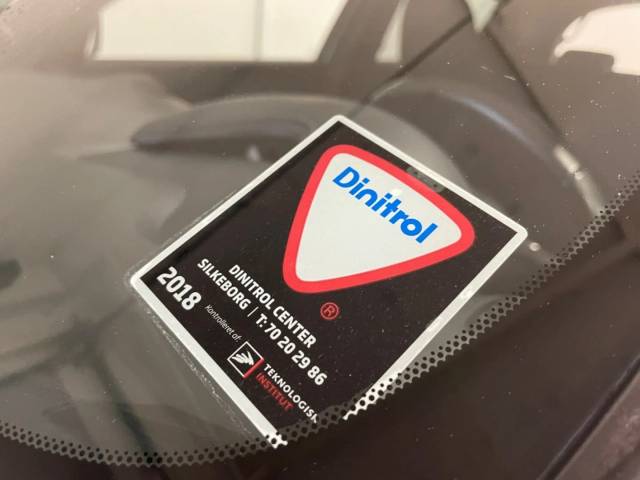 Dinitrol
®
DINITROL CENTER
SILKEBORG | T: 70 20 29 86
2018
Kontrolleret af:
TEKNOLOGISK
INSTITUT